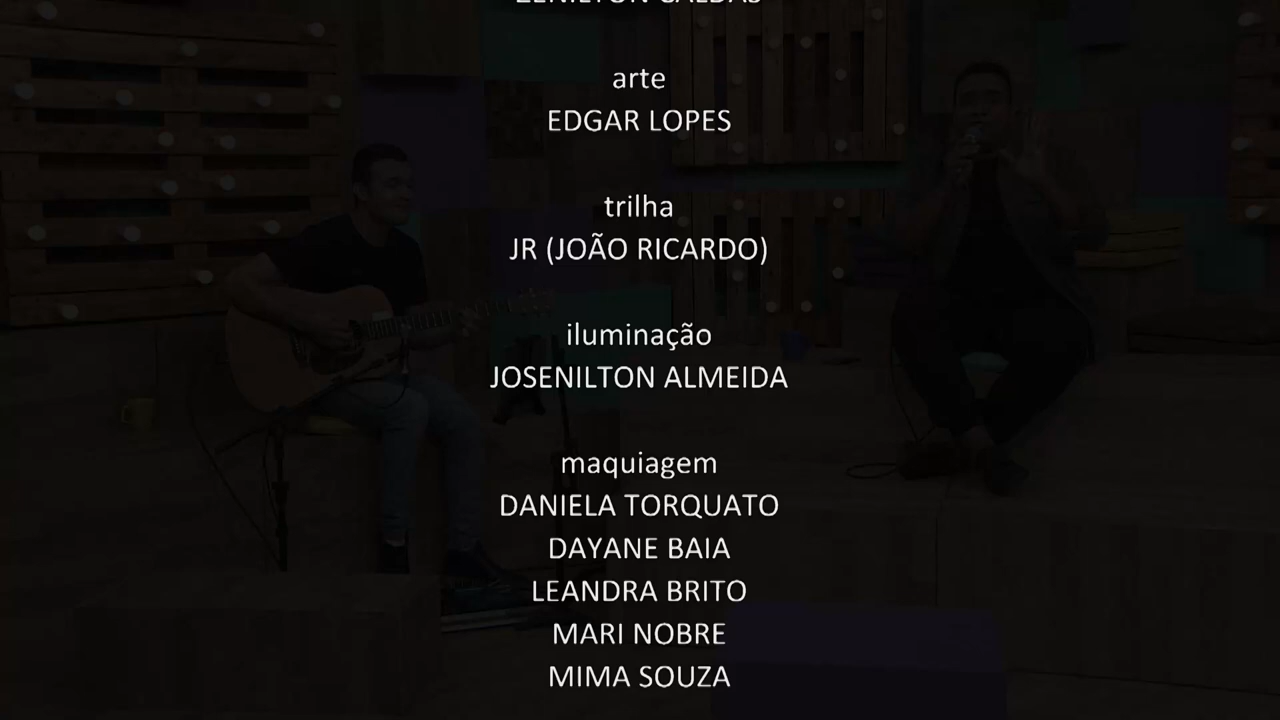 arte
EDGAR LOPES
trilha
JR (JOÃO RICARDO)
iluminação
JOSENILTON ALMEIDA
maquiagem
DANIELA TORQUATO
DAYANE BAIA
LEANDRA BRITO
MARI NOBRE
MIMA SOUZA